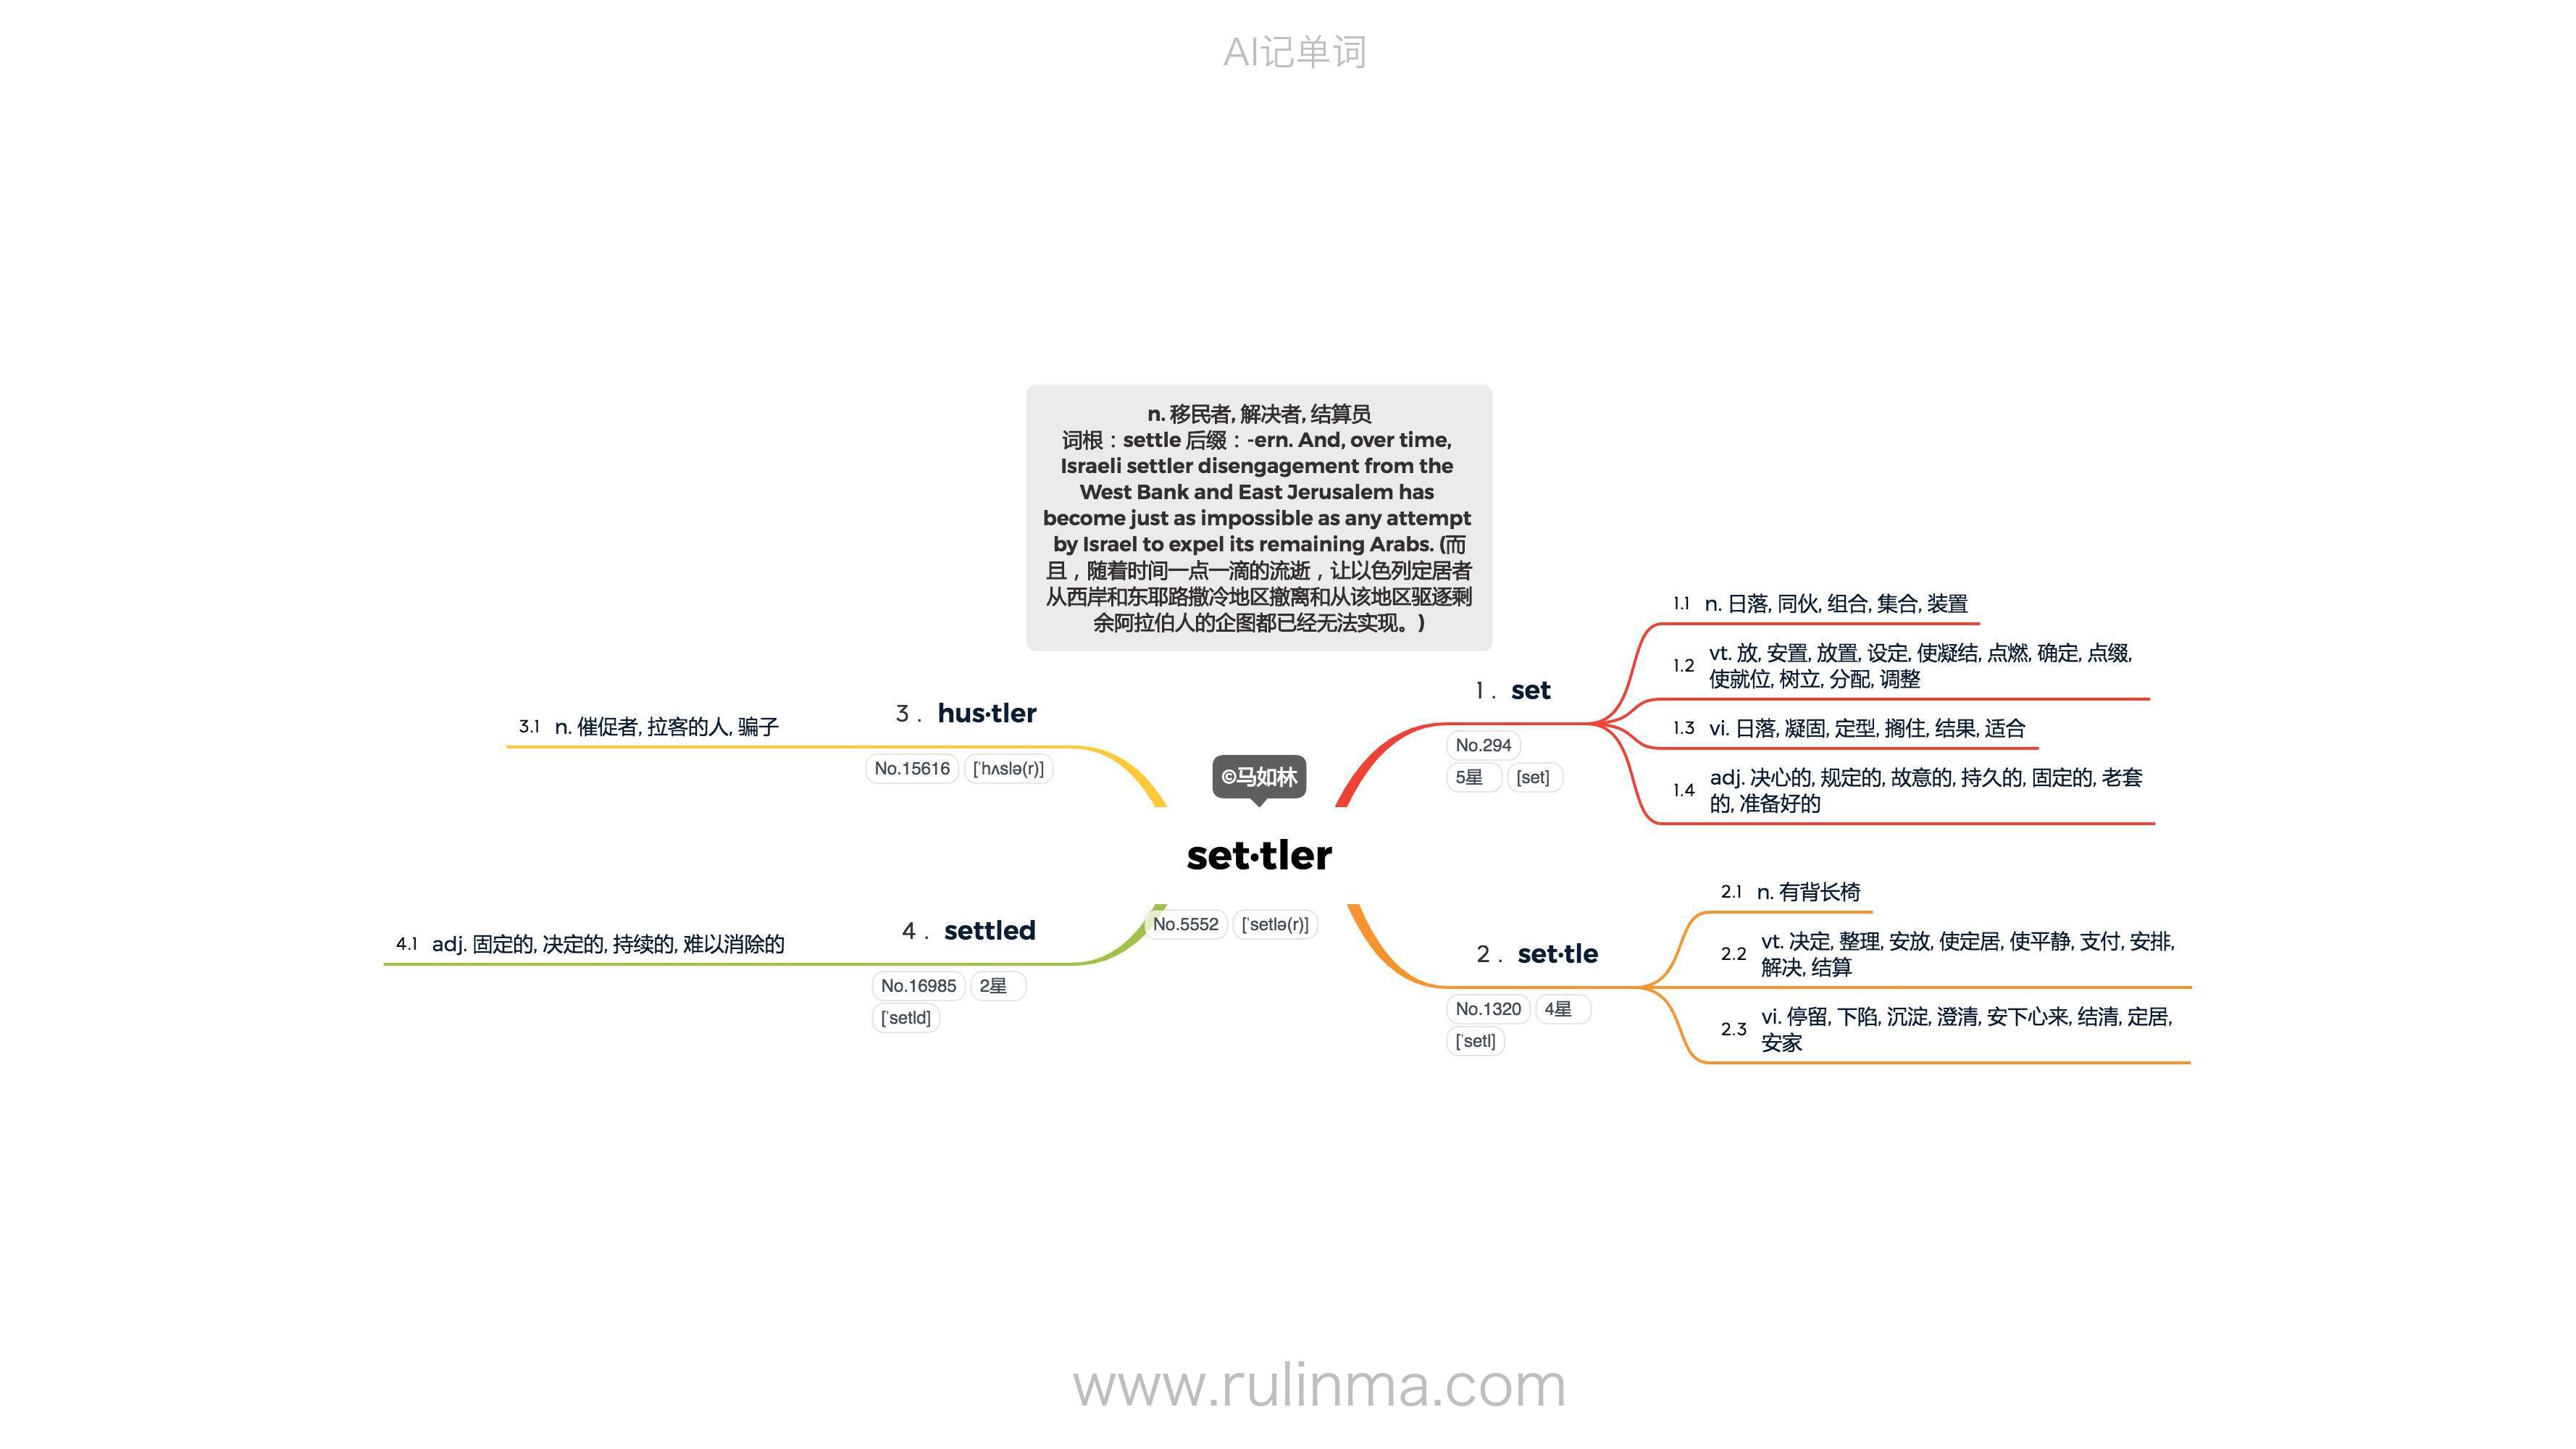 AI记单词
n. 移民者, 解决者, 结算员
词根：settle 后缀：-ern. And, over time,
Israeli settler disengagement from the
West Bank and East Jerusalem has
become just as impossible as any attempt
by Israel to expel its remaining Arabs. (而
且，随着时间一点一滴的流逝，让以色列定居者
从西岸和东耶路撒冷地区撤离和从该地区驱逐剩
余阿拉伯人的企图都已经无法实现。)
©马如林
set·tler
No.5552 [ˈsetlə(r)]
1. set
No.294
5星 [set]
1.1 n. 日落, 同伙, 组合, 集合, 装置
1.2 vt. 放, 安置, 放置, 设定, 使凝结, 点燃, 确定, 点缀,
使就位, 树立, 分配, 调整
1.3 vi. 日落, 凝固, 定型, 搁住, 结果, 适合
1.4 adj. 决心的, 规定的, 故意的, 持久的, 固定的, 老套
的, 准备好的
2. set·tle
No.1320 4星
[ˈsetl]
2.1 n. 有背长椅
2.2 vt. 决定, 整理, 安放, 使定居, 使平静, 支付, 安排,
解决, 结算
2.3 vi. 停留, 下陷, 沉淀, 澄清, 安下心来, 结清, 定居,
安家
3. hus·tler
No.15616 [ˈhʌslə(r)]
3.1 n. 催促者, 拉客的人, 骗子
4. settled
No.16985 2星
[ˈsetld]
4.1 adj. 固定的, 决定的, 持续的, 难以消除的
www.rulinma.com